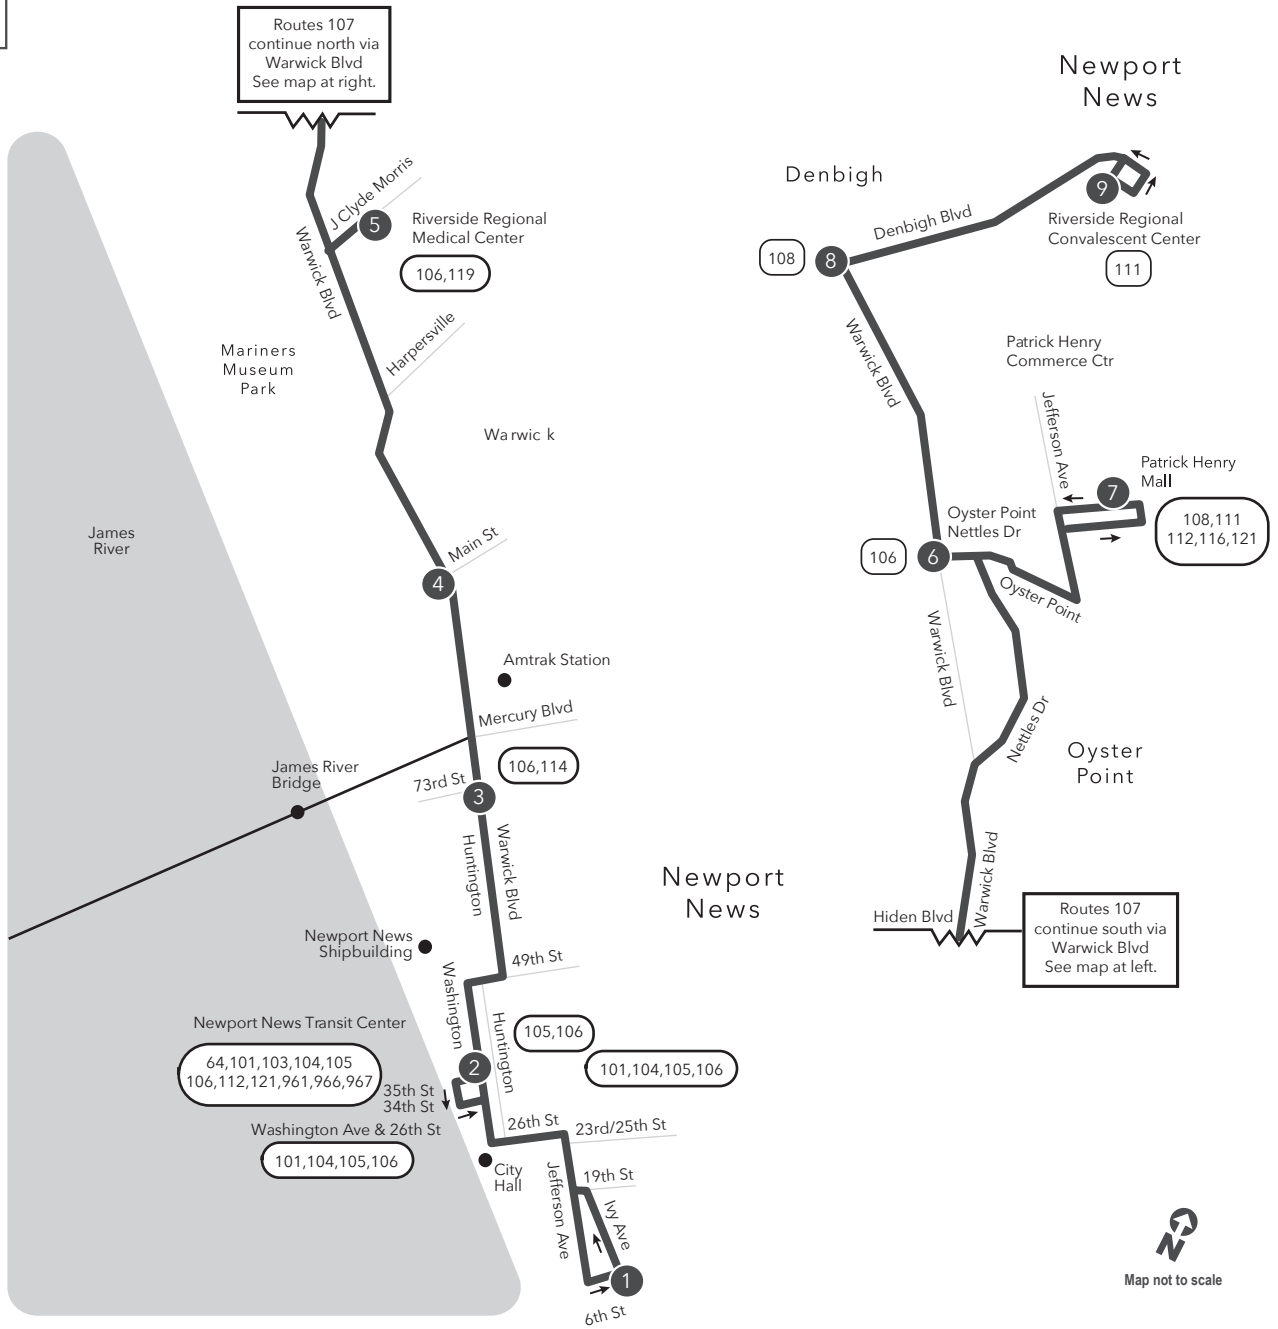 Routes 107
continue north via
Warwick Blvd
See map at right.
J Clyde Morris
5
Riverside Regional
Medical Center
106,119
Warwick Blvd
Harpersville
Mariners
Museum
Park
Warwick
James
River
Main St
4
Amtrak Station
Mercury Blvd
James River
Bridge
106,114
73rd St
3
Huntington
Warwick Blvd
Newport
News
Newport News
Shipbuilding
49th St
Washington
Huntington
Newport News Transit Center
64,101,103,104,105
106,112,121,961,966,967
105,106
101,104,105,106
2
35th St
34th St
Washington Ave & 26th St
101,104,105,106
26th St
23rd/25th St
City
Hall
19th St
Jefferson Ave
Ivy Ave
1
6th St
Newport
News
Denbigh
9
Riverside Regional
Convalescent Center
111
Denbigh Blvd
108
8
Warwick Blvd
Patrick Henry
Commerce Ctr
Jefferson Ave
Patrick Henry
Mall
7
108,111
112,116,121
Oyster Point
Nettles Dr
106
6
Oyster Point
Warwick Blvd
Nettles Dr
Oyster
Point
Warwick Blvd
Hiden Blvd
Routes 107
continue south via
Warwick Blvd
See map at left.
N
Map not to scale